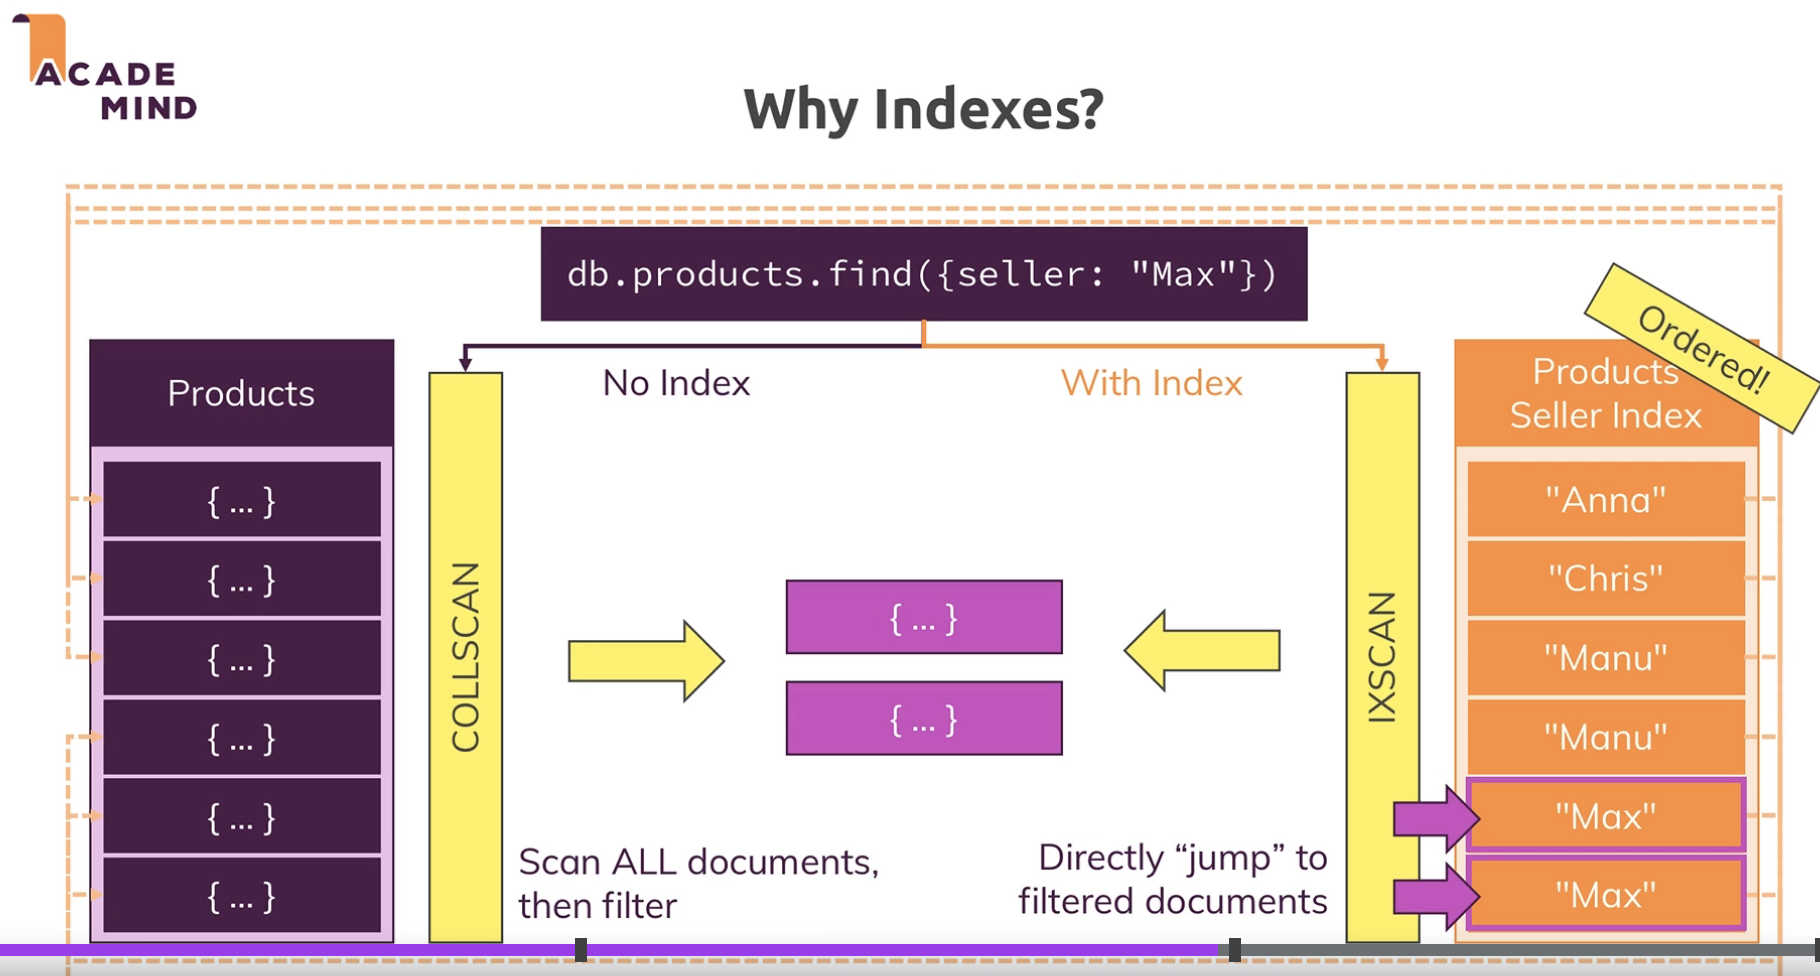 ACADE
MIND
Why Indexes?
db.products.find({seller: "Max"})
Ordered!
No Index
With Index
Products
{ ... }
{ ... }
{ ... }
{ ... }
{ ... }
{ ... }
COLLSCAN
Scan ALL documents,
then filter
{ ... }
{ ... }
Directly “jump” to
filtered documents
IXSCAN
Products
Seller Index
"Anna"
"Chris"
"Manu"
"Manu"
"Max"
"Max"